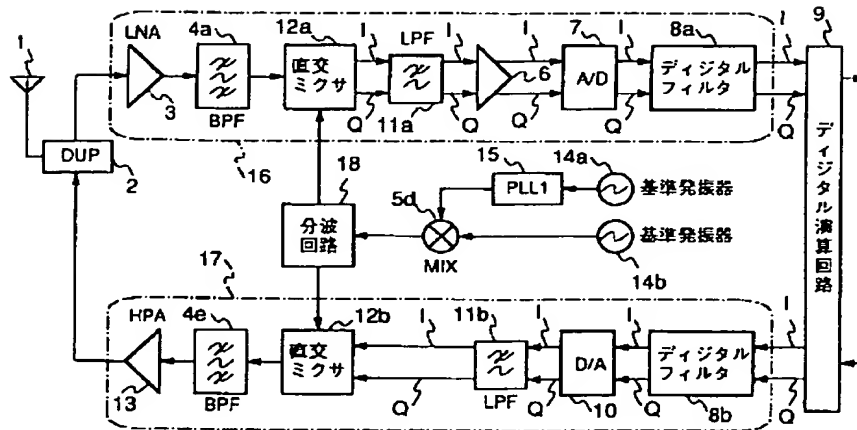 1
LNA
3
4a
BPF
12a
直交
ミクサ
I
Q
LPF
11a
I
Q
6
I
Q
7
A/D
I
Q
8a
ディジタル
フィルタ
I
Q
9
ディジタル演算回路
DUP
2
16
18
分波
回路
5d
MIX
15
PLL1
14a
基準発振器
基準発振器
14b
17
HPA
13
4e
BPF
12b
直交
ミクサ
I
Q
11b
LPF
I
Q
D/A
10
I
Q
ディジタル
フィルタ
8b
I
Q